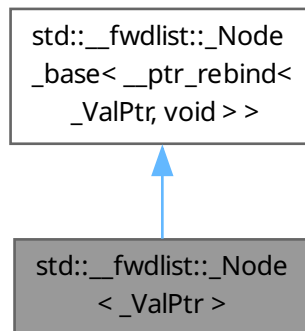 std::__fwdlist::_Node
_base< __ptr_rebind<
_ValPtr, void > >
std::__fwdlist::_Node
< _ValPtr >